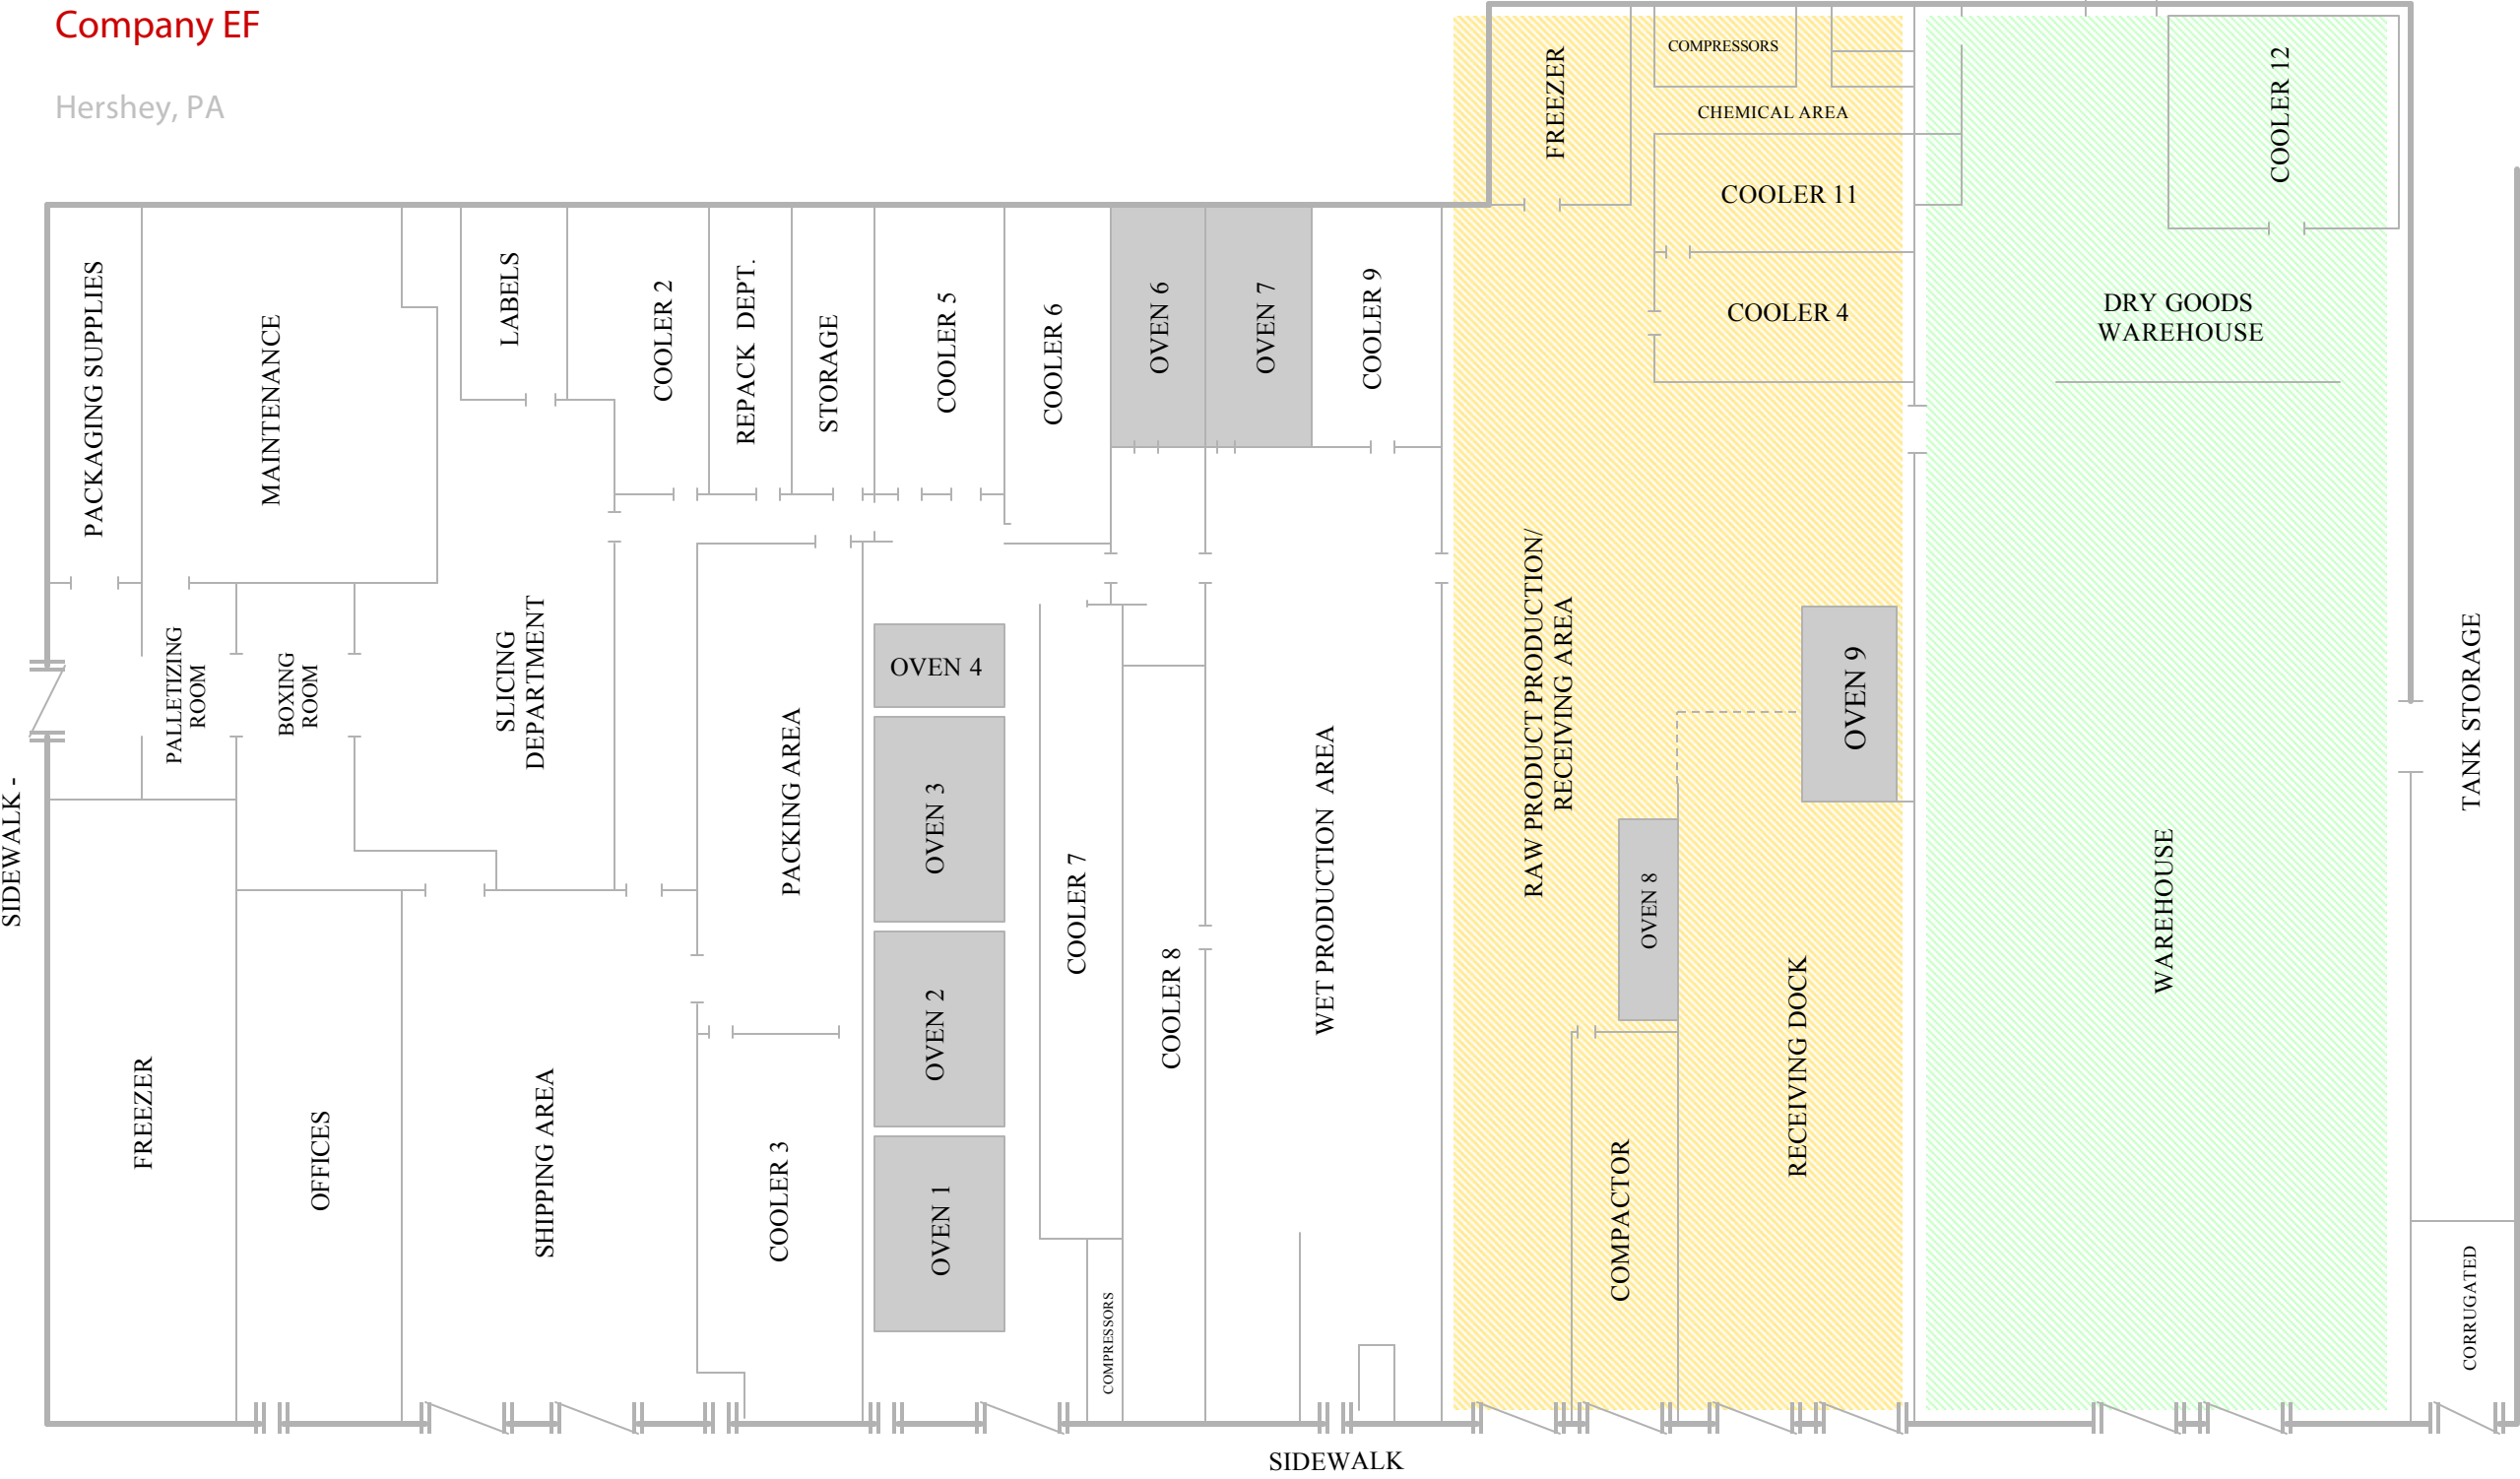 Company EF
Hershey, PA
PACKAGING SUPPLIES
MAINTENANCE
LABELS
COOLER 2
REPACK DEPT.
STORAGE
COOLER 5
COOLER 6
OVEN 6
OVEN 7
COOLER 9
FREEZER
COMPRESSORS
CHEMICAL AREA
COOLER 11
COOLER 4
COOLER 12
DRY GOODS
WAREHOUSE
PALLETIZING
ROOM
BOXING
ROOM
SLICING
DEPARTMENT
PACKING AREA
OVEN 4
OVEN 3
OVEN 2
OVEN 1
COOLER 7
COOLER 8
WET PRODUCTION AREA
RAW PRODUCT PRODUCTION/
RECEIVING AREA
OVEN 9
OVEN 8
RECEIVING DOCK
COMPACTOR
WAREHOUSE
TANK STORAGE
CORRUGATED
SIDEWALK -
FREEZER
OFFICES
SHIPPING AREA
COOLER 3
COMPRESSORS
SIDEWALK